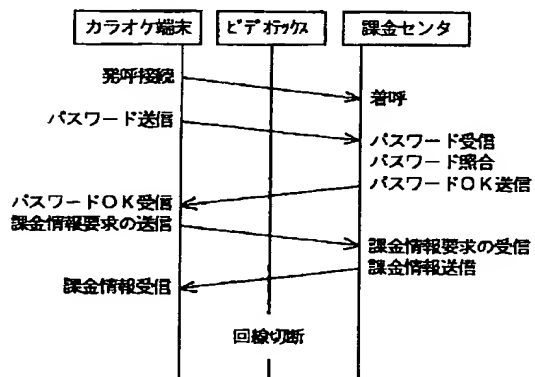 カラオケ端末
ビデオテックス
課金センタ
発呼接続
着呼
パスワード送信
パスワード受信
パスワード照合
パスワードOK送信
パスワードOK受信
課金情報要求の送信
課金情報要求の受信
課金情報送信
課金情報受信
回線切断